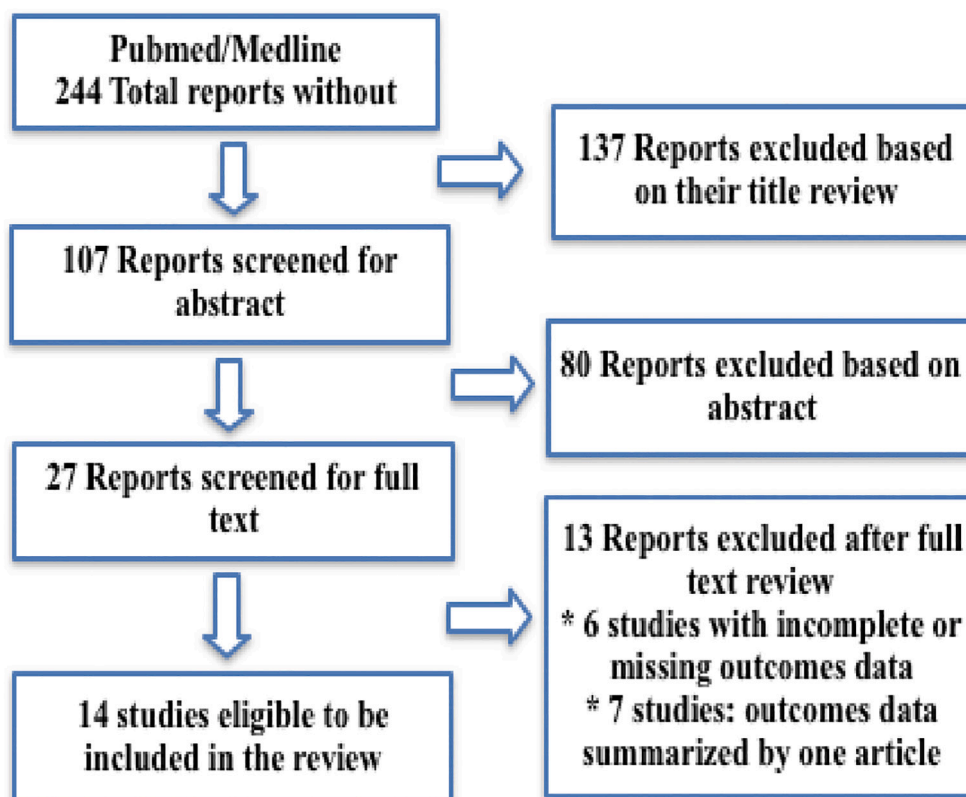 Pubmed/Medline
244 Total reports without
137 Reports excluded based
on their title review
107 Reports screened for
abstract
80 Reports excluded based on
abstract
27 Reports screened for full
text
13 Reports excluded after full
text review
* 6 studies with incomplete or
missing outcomes data
* 7 studies: outcomes data
summarized by one article
14 studies eligible to be
included in the review